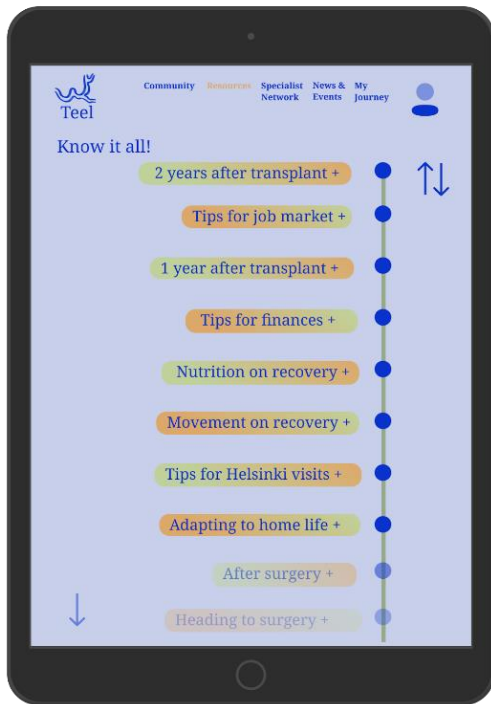 Community Resources Specialist News & My
Network Events Journey
Teel
Know it all!
2 years after transplant +
Tips for job market +
1 year after transplant +
Tips for finances +
Nutrition on recovery +
Movement on recovery +
Tips for Helsinki visits +
Adapting to home life +
After surgery +
Heading to surgery +